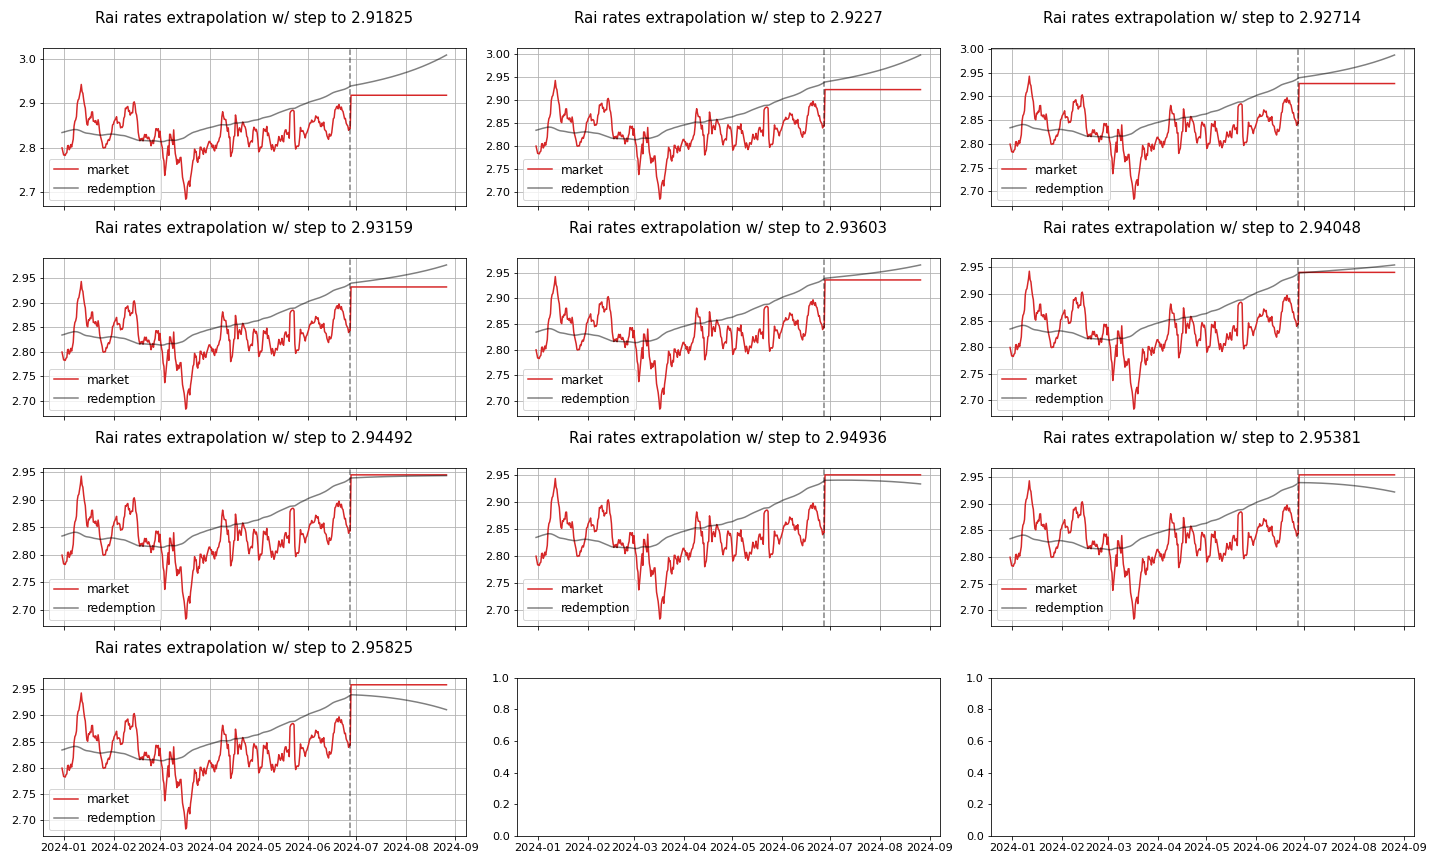 Rai rates extrapolation w/ step to 2.91825
Rai rates extrapolation w/ step to 2.9227
Rai rates extrapolation w/ step to 2.92714
3.0
2.9
2.8
2.7
market
redemption
3.00
2.95
2.90
2.85
2.80
2.75
2.70
market
redemption
3.00
2.95
2.90
2.85
2.80
2.75
2.70
market
redemption
Rai rates extrapolation w/ step to 2.93159
Rai rates extrapolation w/ step to 2.93603
Rai rates extrapolation w/ step to 2.94048
2.95
2.90
2.85
2.80
2.75
2.70
market
redemption
2.95
2.90
2.85
2.80
2.75
2.70
market
redemption
2.95
2.90
2.85
2.80
2.75
2.70
market
redemption
Rai rates extrapolation w/ step to 2.94492
Rai rates extrapolation w/ step to 2.94936
Rai rates extrapolation w/ step to 2.95381
2.95
2.90
2.85
2.80
2.75
2.70
market
redemption
2.95
2.90
2.85
2.80
2.75
2.70
market
redemption
2.95
2.90
2.85
2.80
2.75
2.70
market
redemption
Rai rates extrapolation w/ step to 2.95825
2.95
2.90
2.85
2.80
2.75
2.70
market
redemption
2024-01 2024-02 2024-03 2024-04 2024-05 2024-06 2024-07 2024-08 2024-09
1.0
0.8
0.6
0.4
0.2
0.0
2024-01 2024-02 2024-03 2024-04 2024-05 2024-06 2024-07 2024-08 2024-09
1.0
0.8
0.6
0.4
0.2
0.0
2024-01 2024-02 2024-03 2024-04 2024-05 2024-06 2024-07 2024-08 2024-09